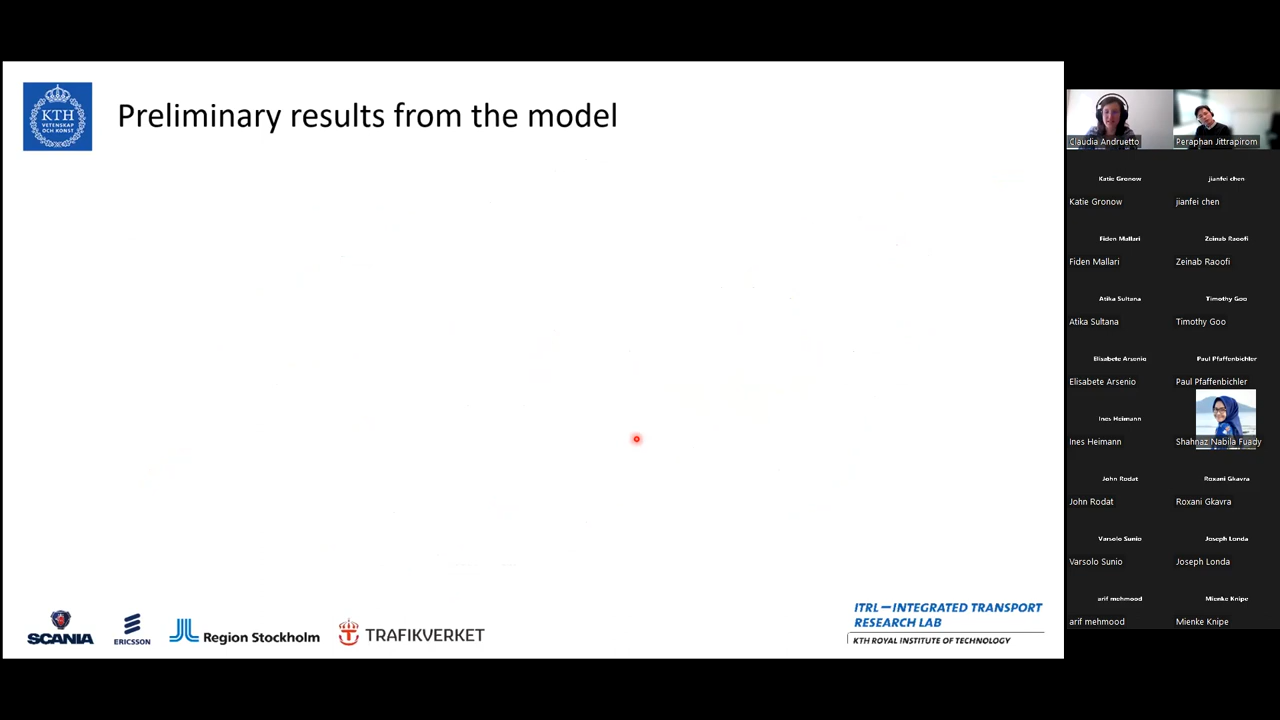 KTH
VETENSKAP
OCH KONST
Preliminary results from the model
SCANIA
ERICSSON
Region Stockholm
TRAFIKVERKET
ITRL – INTEGRATED TRANSPORT
RESEARCH LAB
KTH ROYAL INSTITUTE OF TECHNOLOGY
Claudia Andruetto
Peraphan Jittrapirom
Katie Gronow
jianfei chen
Katie Gronow
jianfei chen
Fiden Mallari
Zeinab Raoofi
Fiden Mallari
Zeinab Raoofi
Atika Sultana
Timothy Goo
Atika Sultana
Timothy Goo
Elisabete Arsenio
Paul Pfaffenbichler
Elisabete Arsenio
Paul Pfaffenbichler
Ines Heimann
Ines Heimann
Shahnaz Nabila Fuady
John Rodat
Roxani Gkavra
John Rodat
Roxani Gkavra
Varsolo Sunio
Joseph Londa
Varsolo Sunio
Joseph Londa
arif mehmood
Mienke Knipe
arif mehmood
Mienke Knipe